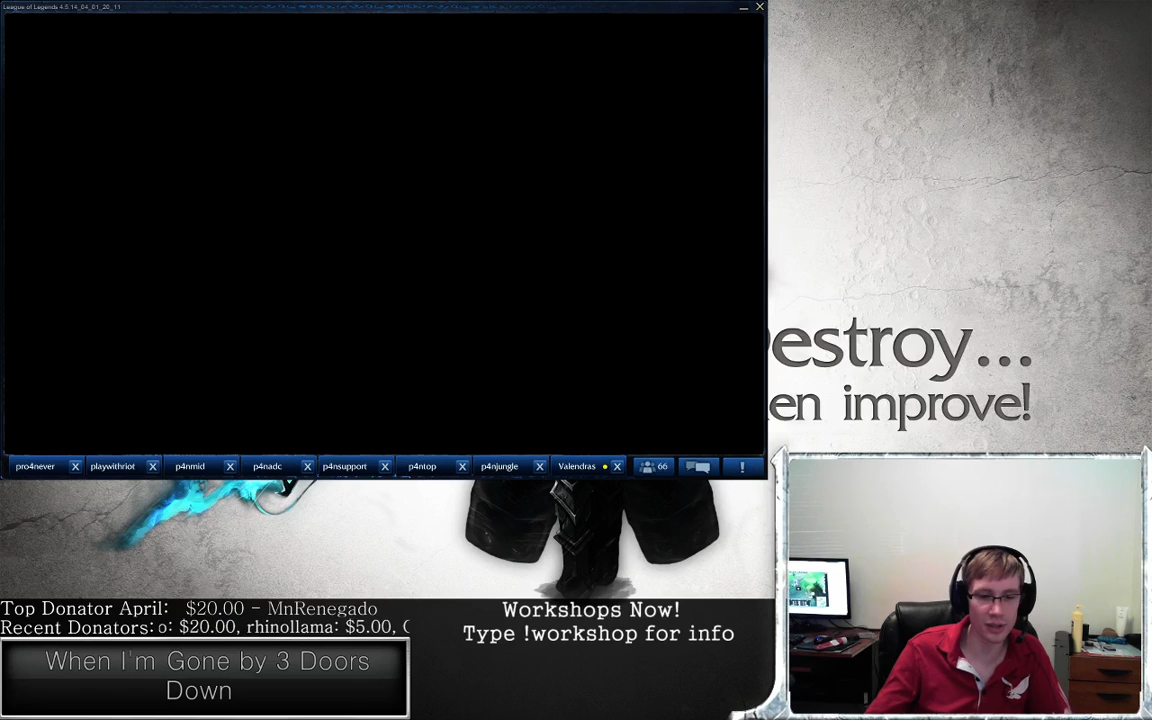 League of Legends 4.5.14_04_01_20_11
estroy...
en improve!
pro4never
playwithriot
p4nmid
p4nadc
p4nsupport
p4ntop
p4njungle
Valendras
66
Top Donator April: $20.00 - MnRenegado
Recent Donators: o: $20.00, rhinollama: $5.00, (
Workshops Now!
Type !workshop for info
When I'm Gone by 3 Doors
Down